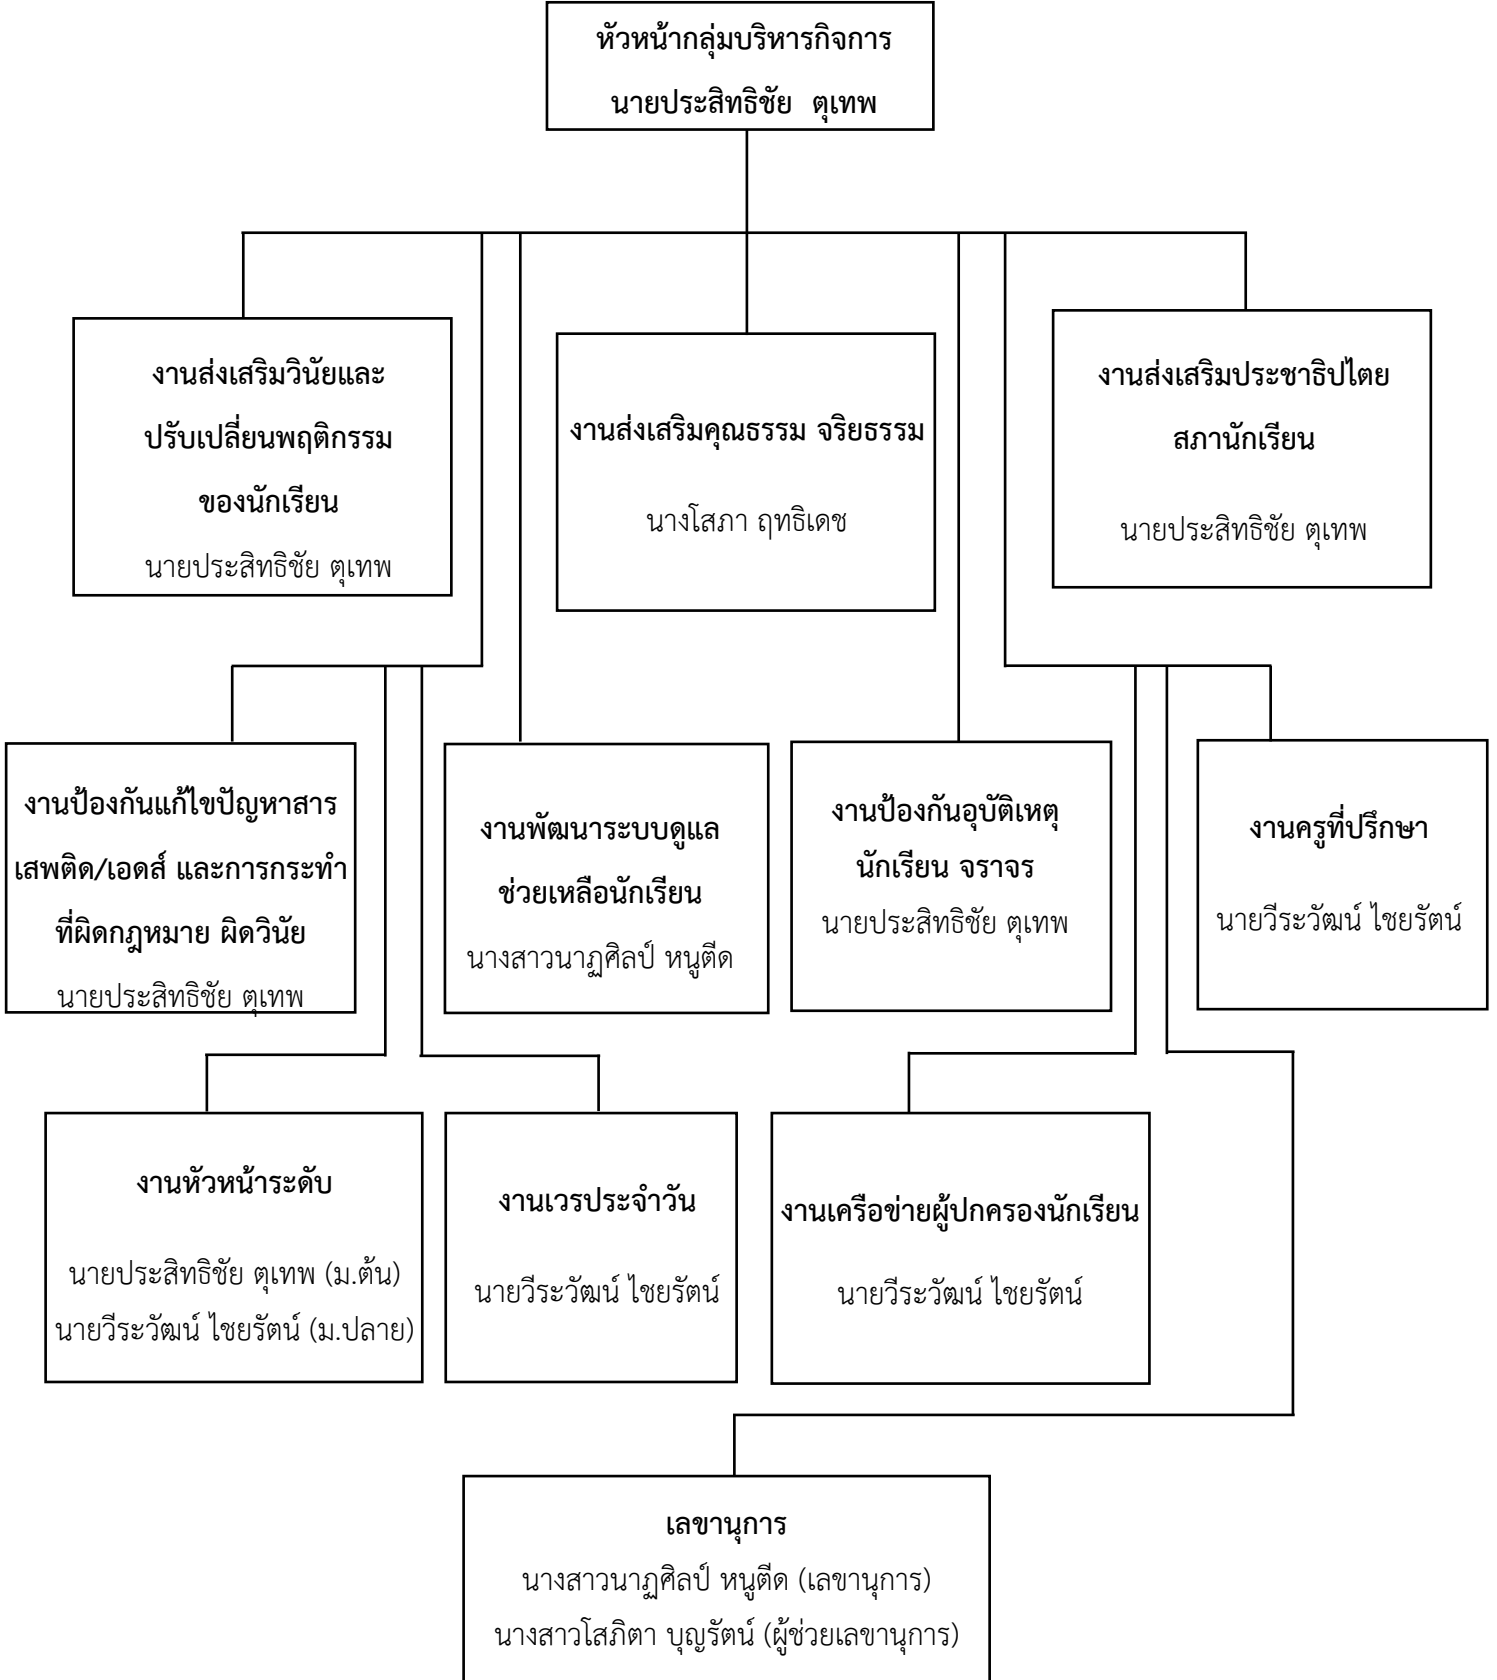 หัวหน้ากลุ่มบริหารกิจการ
นายประสิทธิชัย ตุเทพ
งานส่งเสริมวินัยและ
ปรับเปลี่ยนพฤติกรรม
ของนักเรียน
นายประสิทธิชัย ตุเทพ
งานส่งเสริมคุณธรรม จริยธรรม
นางโสภา ฤทธิเดช
งานส่งเสริมประชาธิปไตย
สภานักเรียน
นายประสิทธิชัย ตุเทพ
งานป้องกันแก้ไขปัญหาสาร
เสพติด/เอดส์ และการกระทำ
ที่ผิดกฎหมาย ผิดวินัย
นายประสิทธิชัย ตุเทพ
งานพัฒนาระบบดูแล
ช่วยเหลือนักเรียน
นางสาวนาฏศิลป์ หนูตีด
งานป้องกันอุบัติเหตุ
นักเรียน จราจร
นายประสิทธิชัย ตุเทพ
งานครูที่ปรึกษา
นายวีระวัฒน์ ไชยรัตน์
งานหัวหน้าระดับ
นายประสิทธิชัย ตุเทพ (ม.ต้น)
นายวีระวัฒน์ ไชยรัตน์ (ม.ปลาย)
งานเวรประจำวัน
นายวีระวัฒน์ ไชยรัตน์
งานเครือข่ายผู้ปกครองนักเรียน
นายวีระวัฒน์ ไชยรัตน์
เลขานุการ
นางสาวนาฏศิลป์ หนูตีด (เลขานุการ)
นางสาวโสภิตา บุญรัตน์ (ผู้ช่วยเลขานุการ)